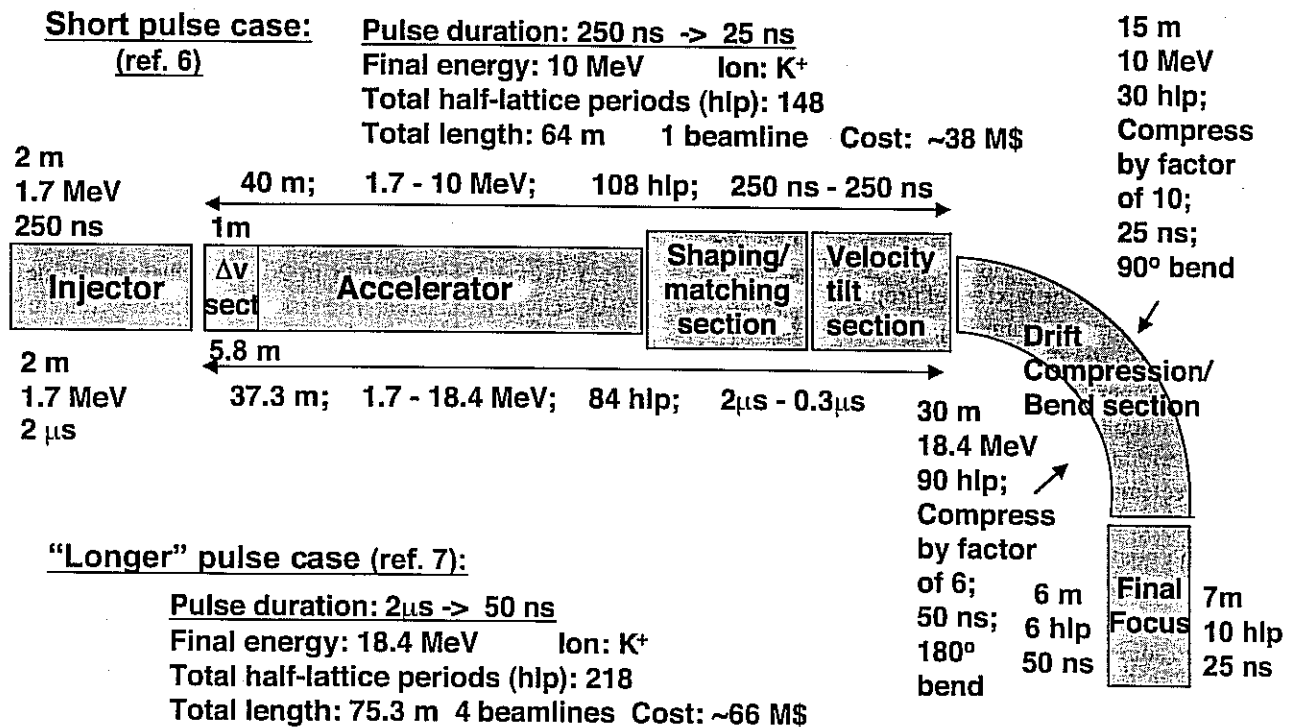 Short pulse case:
(ref. 6)
Pulse duration: 250 ns -> 25 ns
Final energy: 10 MeV Ion: K⁺
Total half-lattice periods (hlp): 148
Total length: 64 m 1 beamline Cost: ~38 M$
15 m
10 MeV
30 hlp;
Compress
by factor
of 10;
25 ns;
90º bend
2 m
1.7 MeV
250 ns
40 m; 1.7 - 10 MeV; 108 hlp; 250 ns - 250 ns
1m
Injector
Δv
sect
Accelerator
Shaping/
matching
section
Velocity
tilt
section
Drift
Compression/
Bend section
2 m
1.7 MeV
2 μs
5.8 m
37.3 m; 1.7 - 18.4 MeV; 84 hlp; 2μs - 0.3μs
30 m
18.4 MeV
90 hlp;
Compress
by factor
of 6;
50 ns;
180º
bend
6 m
6 hlp
50 ns
Final
Focus
7m
10 hlp
25 ns
“Longer” pulse case (ref. 7):
Pulse duration: 2μs -> 50 ns
Final energy: 18.4 MeV Ion: K⁺
Total half-lattice periods (hlp): 218
Total length: 75.3 m 4 beamlines Cost: ~66 M$